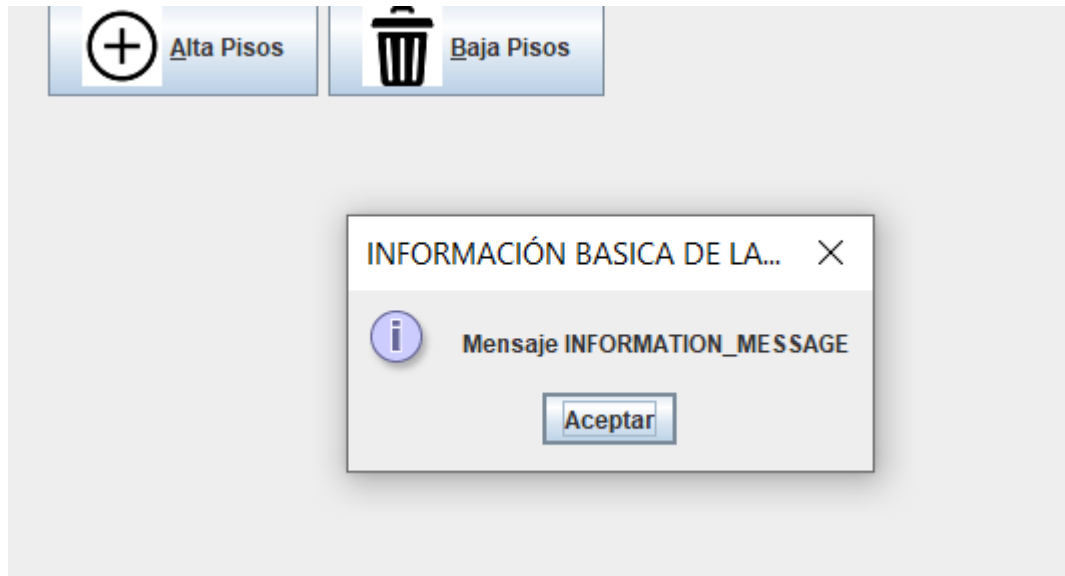 Alta Pisos
Baja Pisos
INFORMACIÓN BASICA DE LA...
Mensaje INFORMATION_MESSAGE
Aceptar